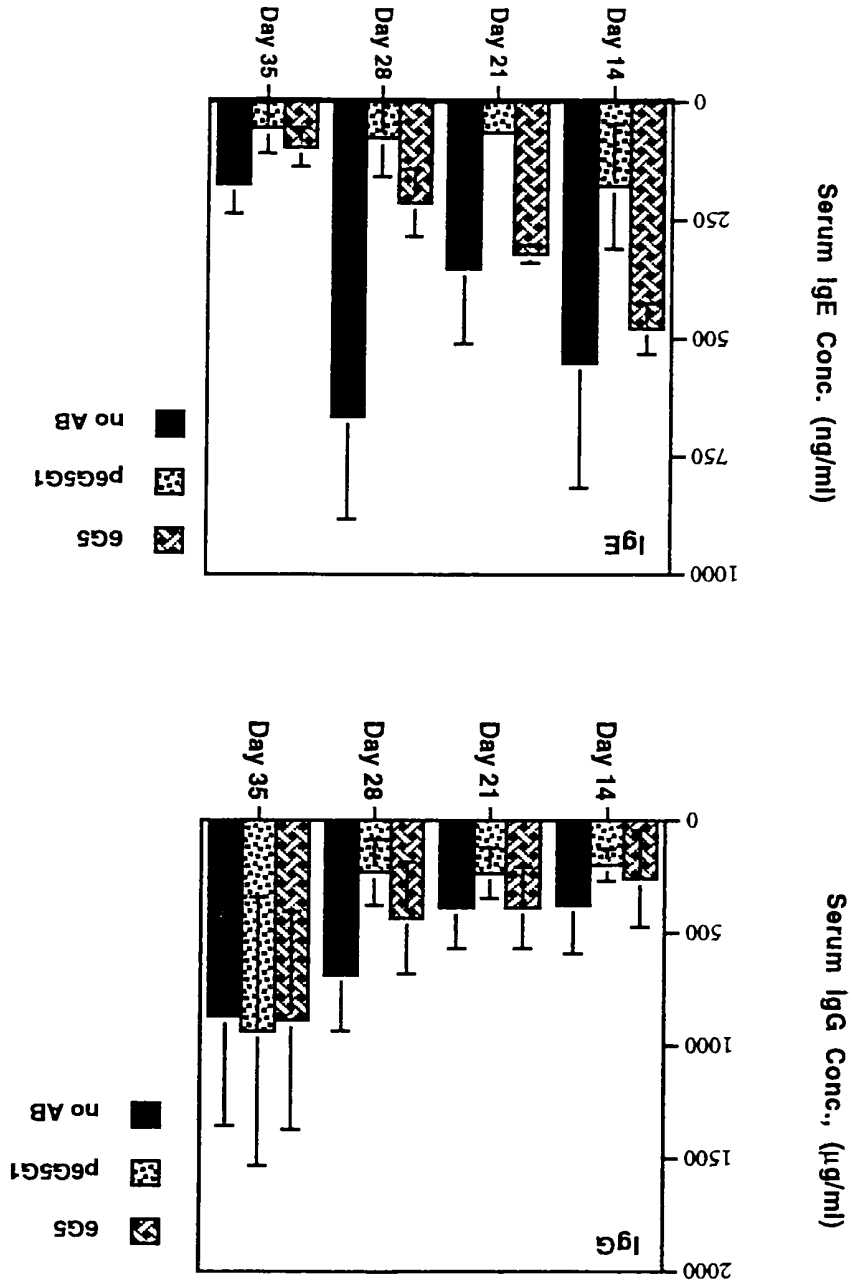 Serum IgG Conc., (µg/ml)
2000
1500
1000
500
0
IgG
6G5
p6G5G1
no AB
Day 14
Day 21
Day 28
Day 35
Serum IgE Conc. (ng/ml)
1000
750
500
250
0
IgE
6G5
p6G5G1
no AB
Day 14
Day 21
Day 28
Day 35